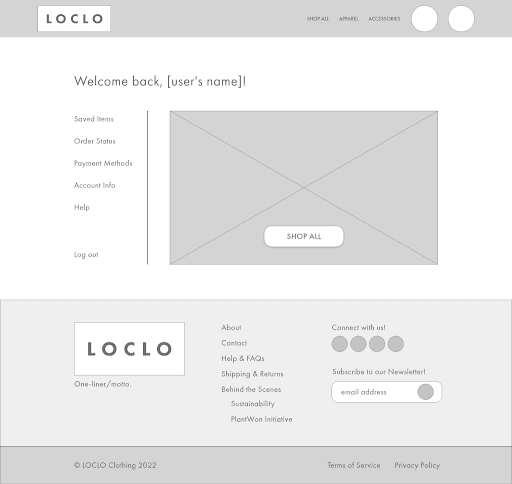 LOCLO
SHOP ALL APPAREL ACCESSORIES
Welcome back, [user's name]!
Saved Items
Order Status
Payment Methods
Account Info
Help
Log out
SHOP ALL
LOCLO
One-liner/motto.
About
Contact
Help & FAQs
Shipping & Returns
Behind the Scenes
Sustainability
PlantWon Initiative
Connect with us!
Subscribe to our Newsletter!
email address
© LOCLO Clothing 2022
Terms of Service Privacy Policy